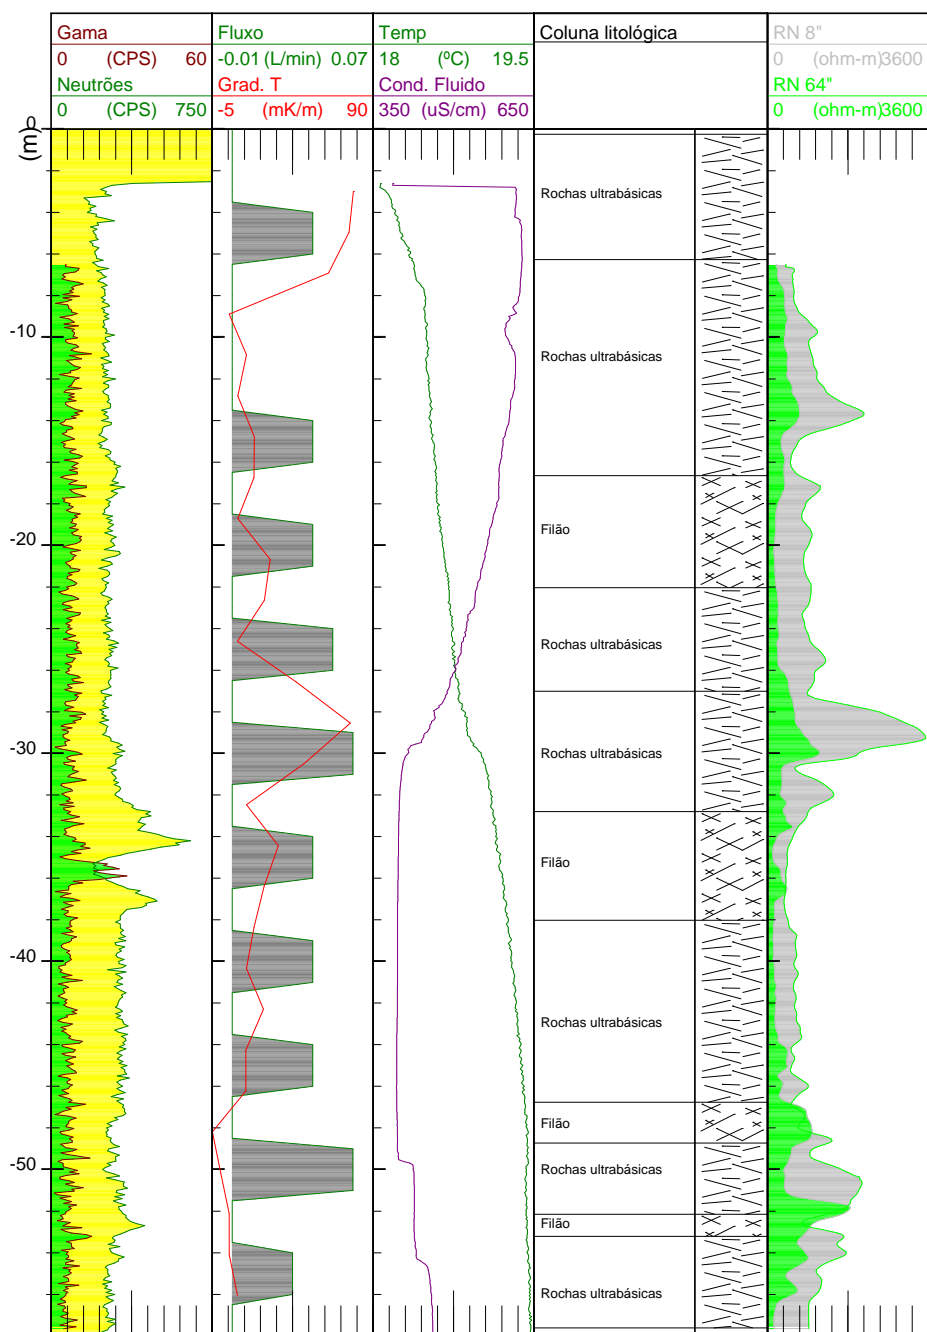 Gama
0 (CPS) 60
Neutrões
0 (CPS) 750
Fluxo
-0.01 (L/min) 0.07
Grad. T
-5 (mK/m) 90
Temp
18 (ºC) 19.5
Cond. Fluido
350 (uS/cm) 650
Coluna litológica
RN 8"
0 (ohm-m)3600
RN 64"
0 (ohm-m)3600
0
(m)
Rochas ultrabásicas
-10
Rochas ultrabásicas
Filão
-20
Rochas ultrabásicas
-30
Rochas ultrabásicas
Filão
-40
Rochas ultrabásicas
Filão
-50
Rochas ultrabásicas
Filão
Rochas ultrabásicas